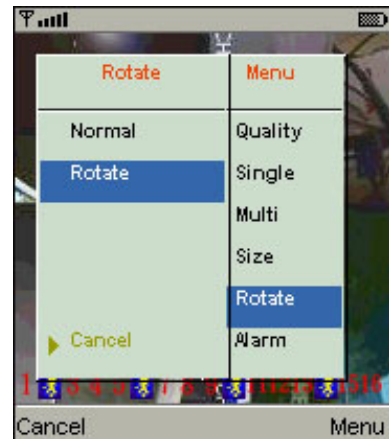 Rotate
Normal
Rotate
Cancel
Menu
Quality
Single
Multi
Size
Rotate
Alarm
Cancel
Menu